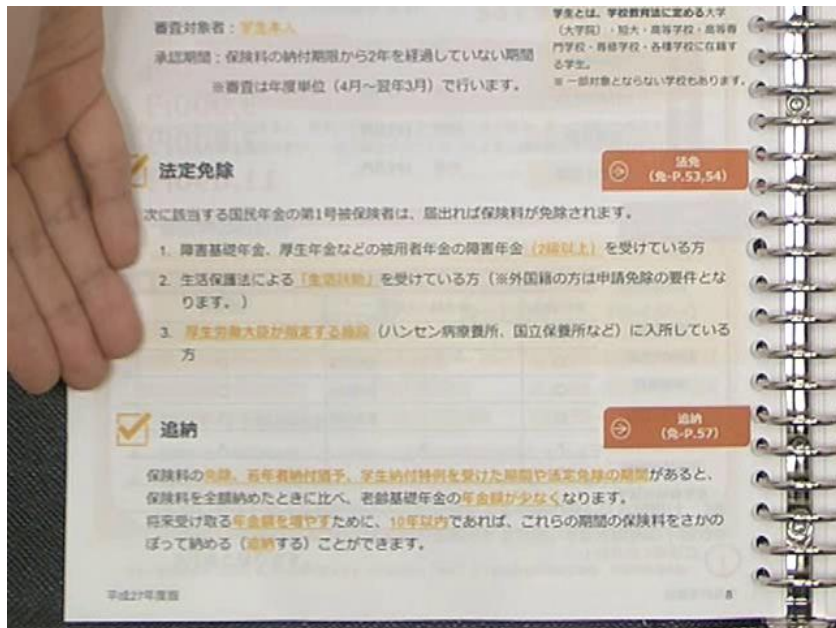 審査対象者：学生本人
承認期間：保険料の納付期限から2年を経過していない期間
※審査は年度単位（4月～翌年3月）で行います。
学生とは、学校教育法に定める大学
（大学院）・短大・高等学校・高等専
門学校・専修学校・各種学校に在籍す
る学生。
※一部対象とならない学校もあります。
法定免除
法免
（免-P.53,54）
次に該当する国民年金の第1号被保険者は、届出れば保険料が免除されます。
1. 障害基礎年金、厚生年金などの被用者年金の障害年金（2級以上）を受けている方
2. 生活保護法による「生活扶助」を受けている方（※外国籍の方は申請免除の要件とな
ります。）
3. 厚生労働大臣が指定する施設（ハンセン病療養所、国立保養所など）に入所している
方
追納
追納
（免-P.57）
保険料の免除、若年者納付猶予、学生納付特例を受けた期間や法定免除の期間があると、
保険料を全額納めたときに比べ、老齢基礎年金の年金額が少なくなります。
将来受け取る年金額を増やすために、10年以内であれば、これらの期間の保険料をさかの
ぼって納める（追納する）ことができます。
平成27年度版
8